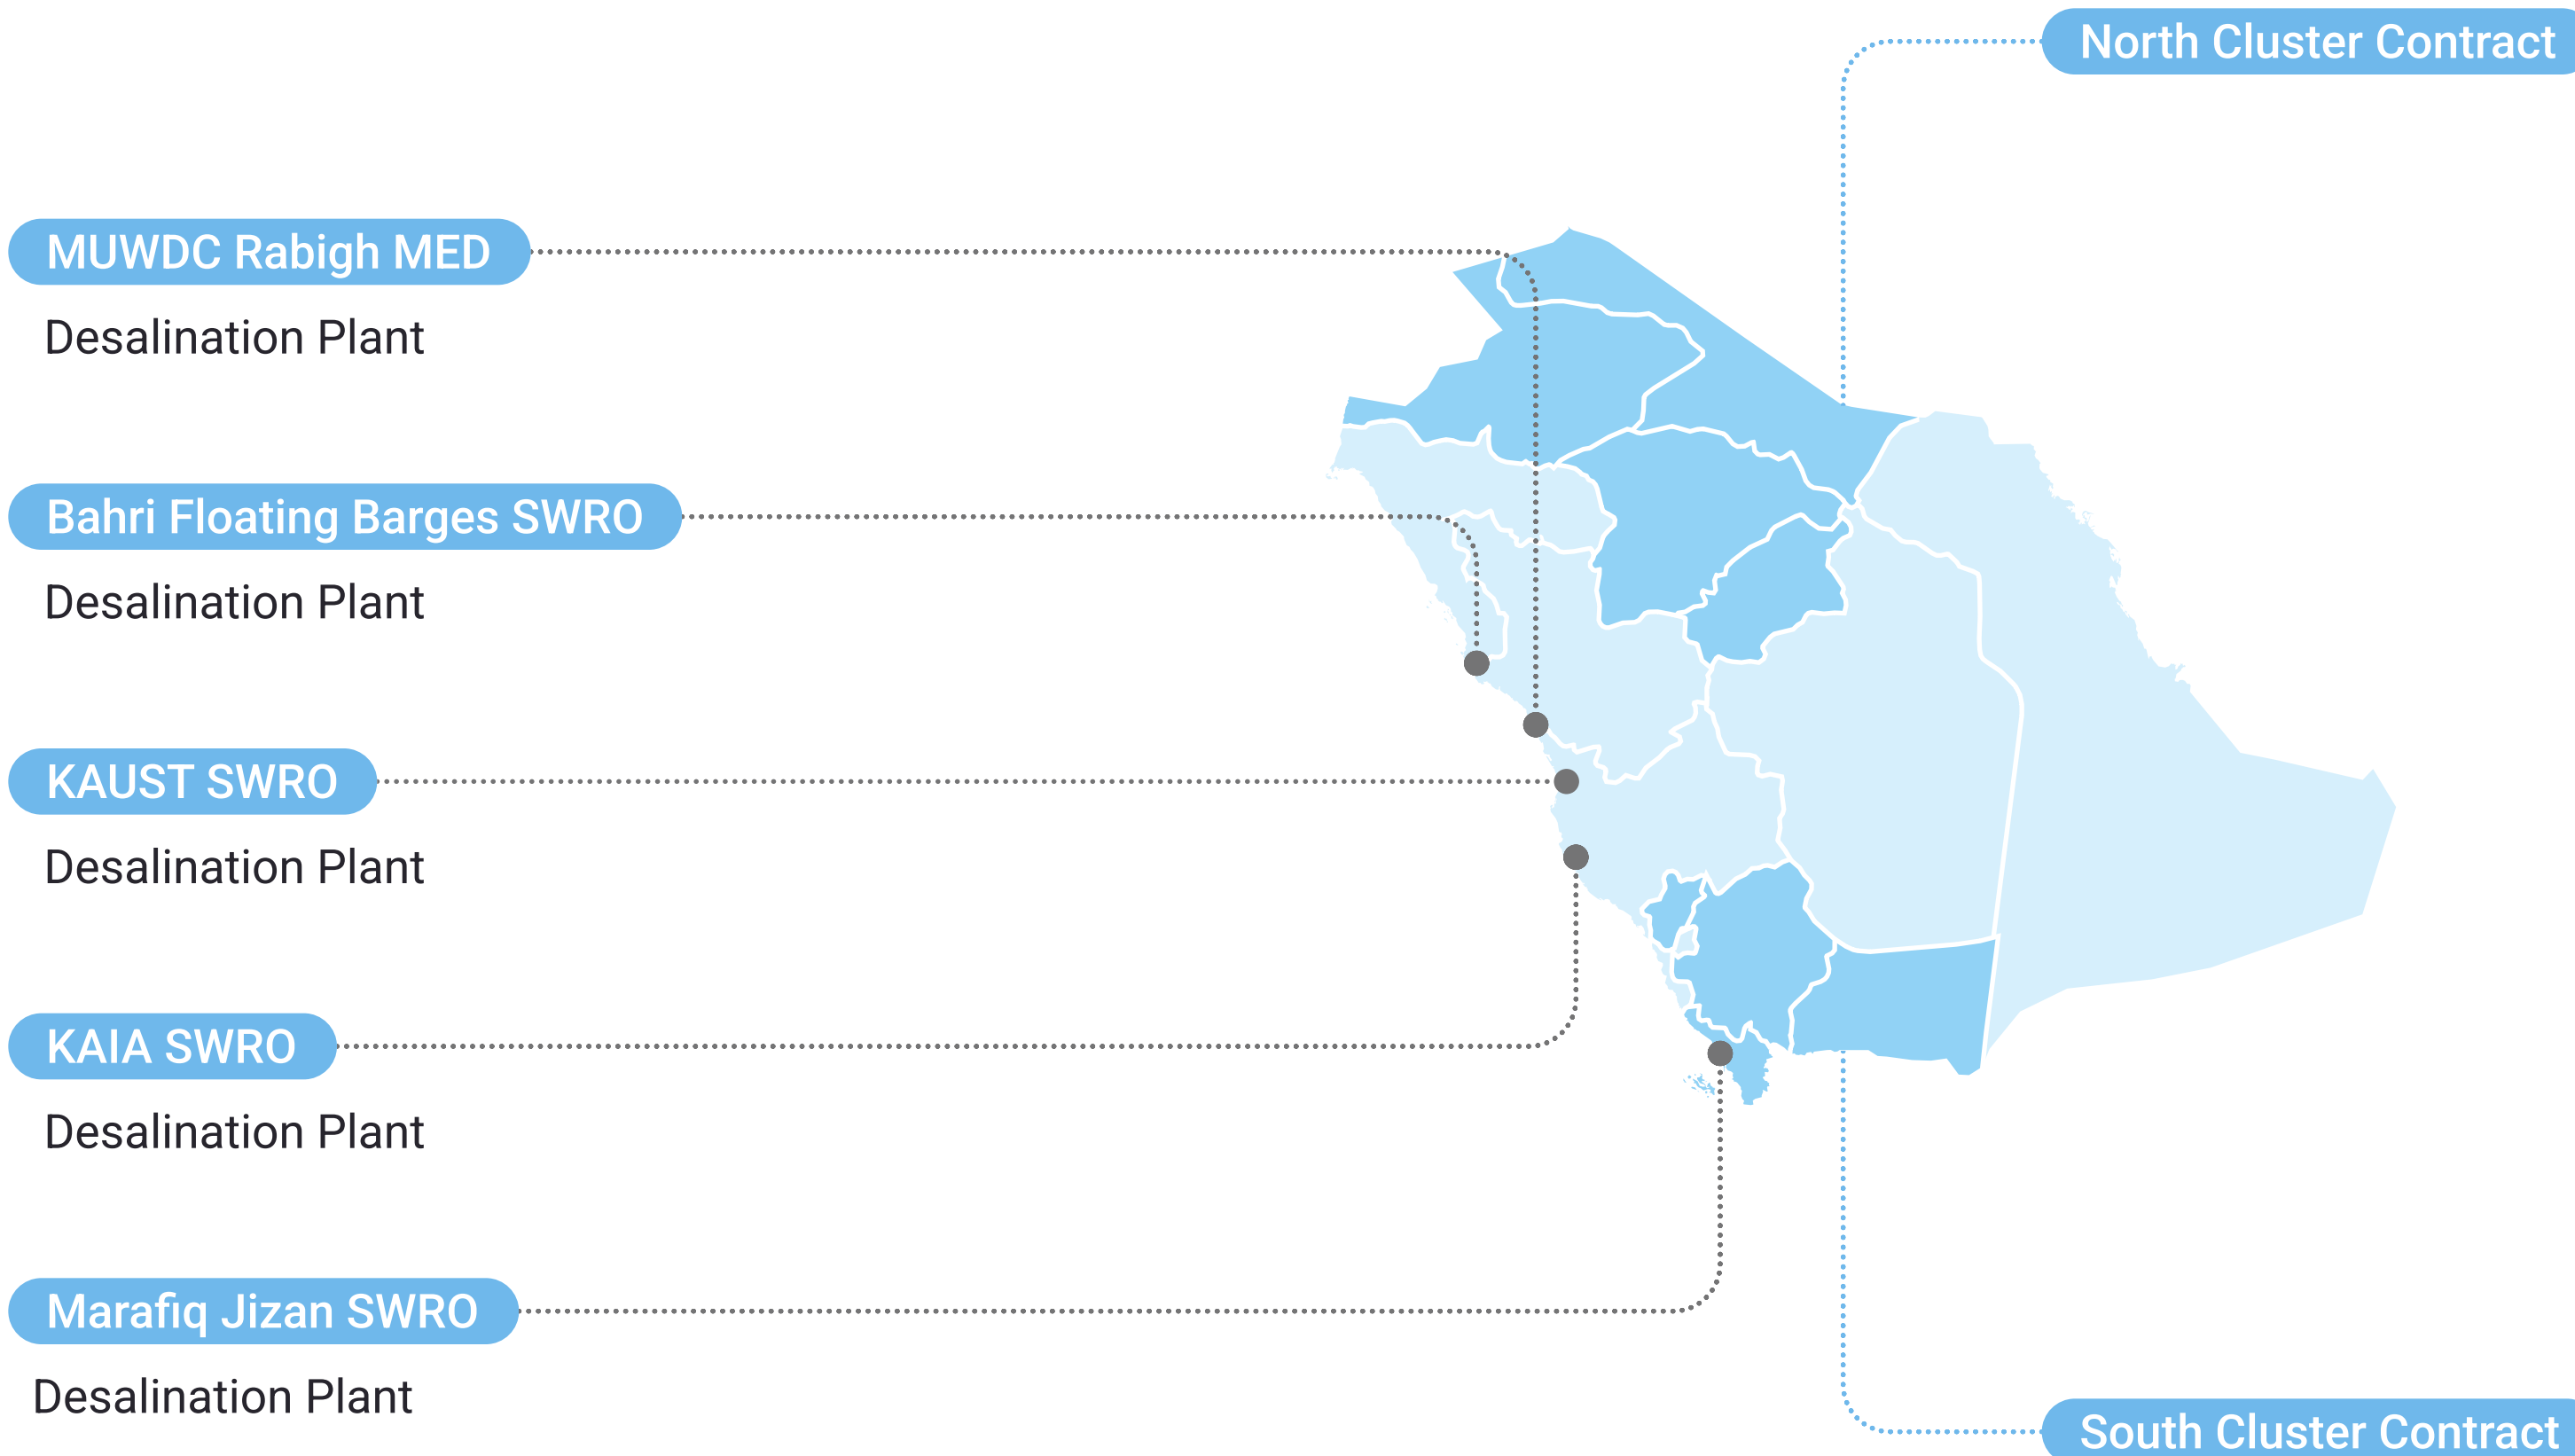 North Cluster Contract
MUWDC Rabigh MED
Desalination Plant
Bahri Floating Barges SWRO
Desalination Plant
KAUST SWRO
Desalination Plant
KAIA SWRO
Desalination Plant
Marafiq Jizan SWRO
Desalination Plant
South Cluster Contract